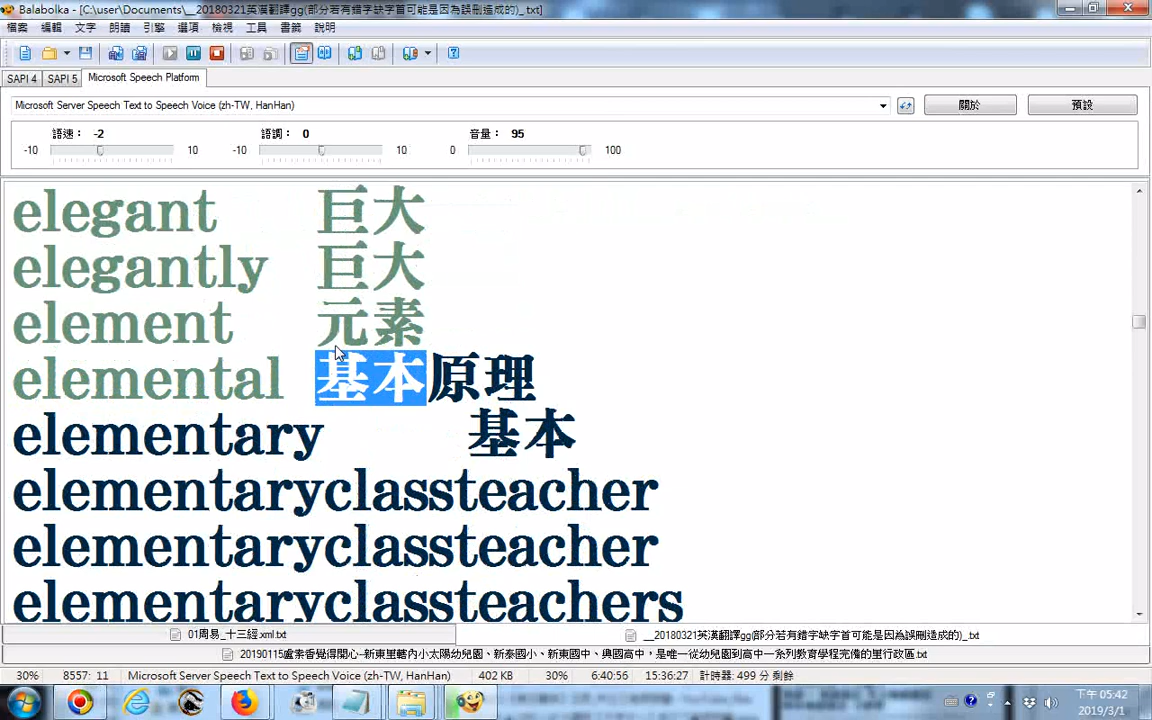 Balabolka - [C:\user\Documents\__20180321英漢翻譯gg(部分若有錯字缺字首可能是因為誤刪造成的)_.txt]
檔案 編輯 文字 朗讀 引擎 選項 檢視 工具 書籤 說明
SAPI 4 SAPI 5 Microsoft Speech Platform
Microsoft Server Speech Text to Speech Voice (zh-TW, HanHan) 關於 預設
語速： -2 語調： 0 音量： 95
-10 10 -10 10 0 100
elegant 巨大
elegantly 巨大
element 元素
elemental 基本原理
elementary 基本
elementaryclassteacher
elementaryclassteacher
elementaryclassteachers
01周易_十三經.xml.txt __20180321英漢翻譯gg(部分若有錯字缺字首可能是因為誤刪造成的)_.txt
20190115盧素香覺得開心-新東里轄內小太陽幼兒園、新泰國小、新東國中、興國高中，是唯一從幼兒園到高中一系列教育學程完備的里行政區.txt
30% 8557: 11 Microsoft Server Speech Text to Speech Voice (zh-TW, HanHan) 402 KB 30% 6:40:56 15:36:27 計時器: 499 分 剩餘
下午 05:42
2019/3/1